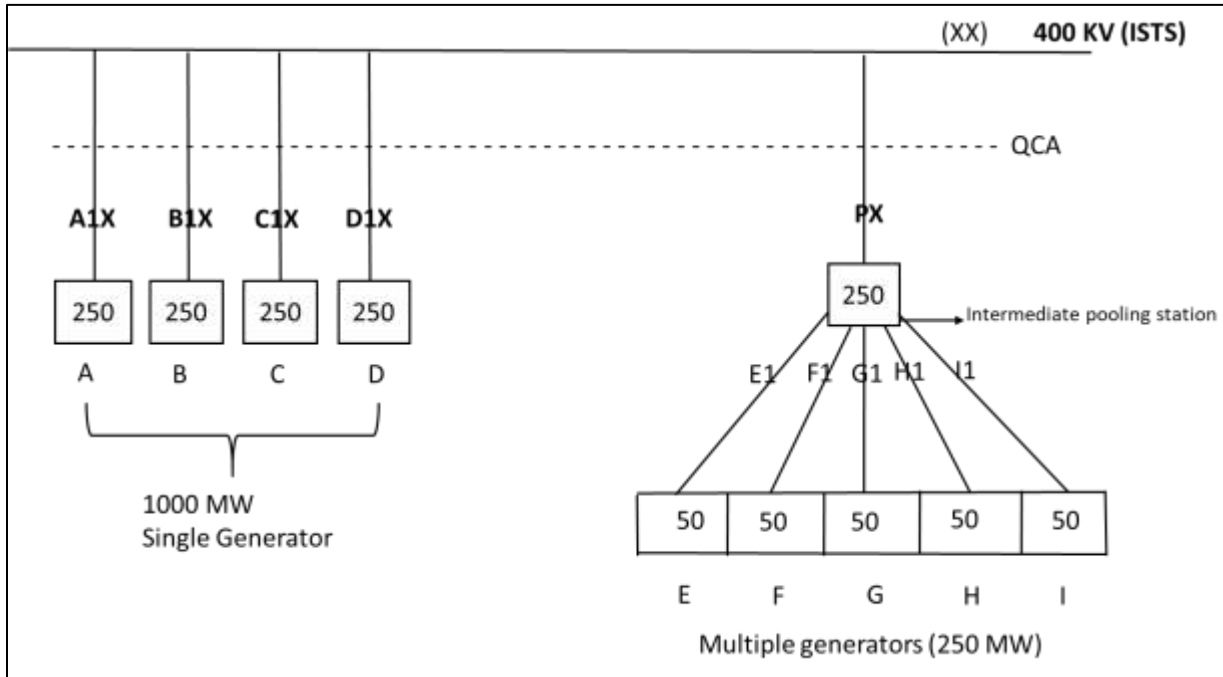 (XX) 400 KV (ISTS)
QCA
A1X B1X C1X D1X PX
250 250 250 250 250
Intermediate pooling station
A B C D
E1 F1 G1 H1 I1
1000 MW
Single Generator
50 50 50 50 50
E F G H I
Multiple generators (250 MW)